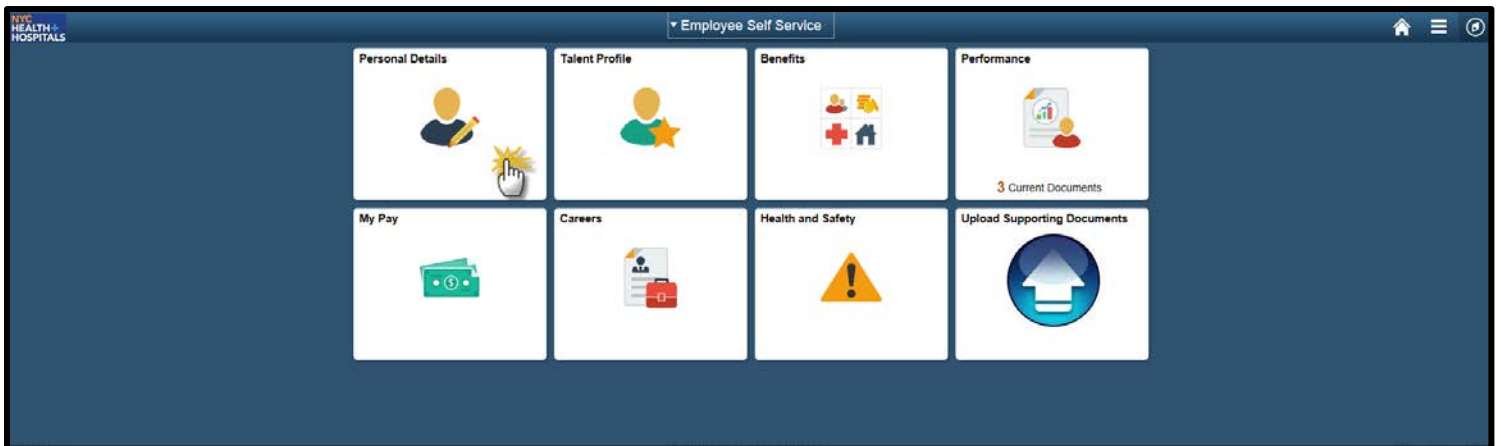 NYC
HEALTH+
HOSPITALS
Employee Self Service
Personal Details
Talent Profile
Benefits
Performance
3 Current Documents
My Pay
Careers
Health and Safety
Upload Supporting Documents